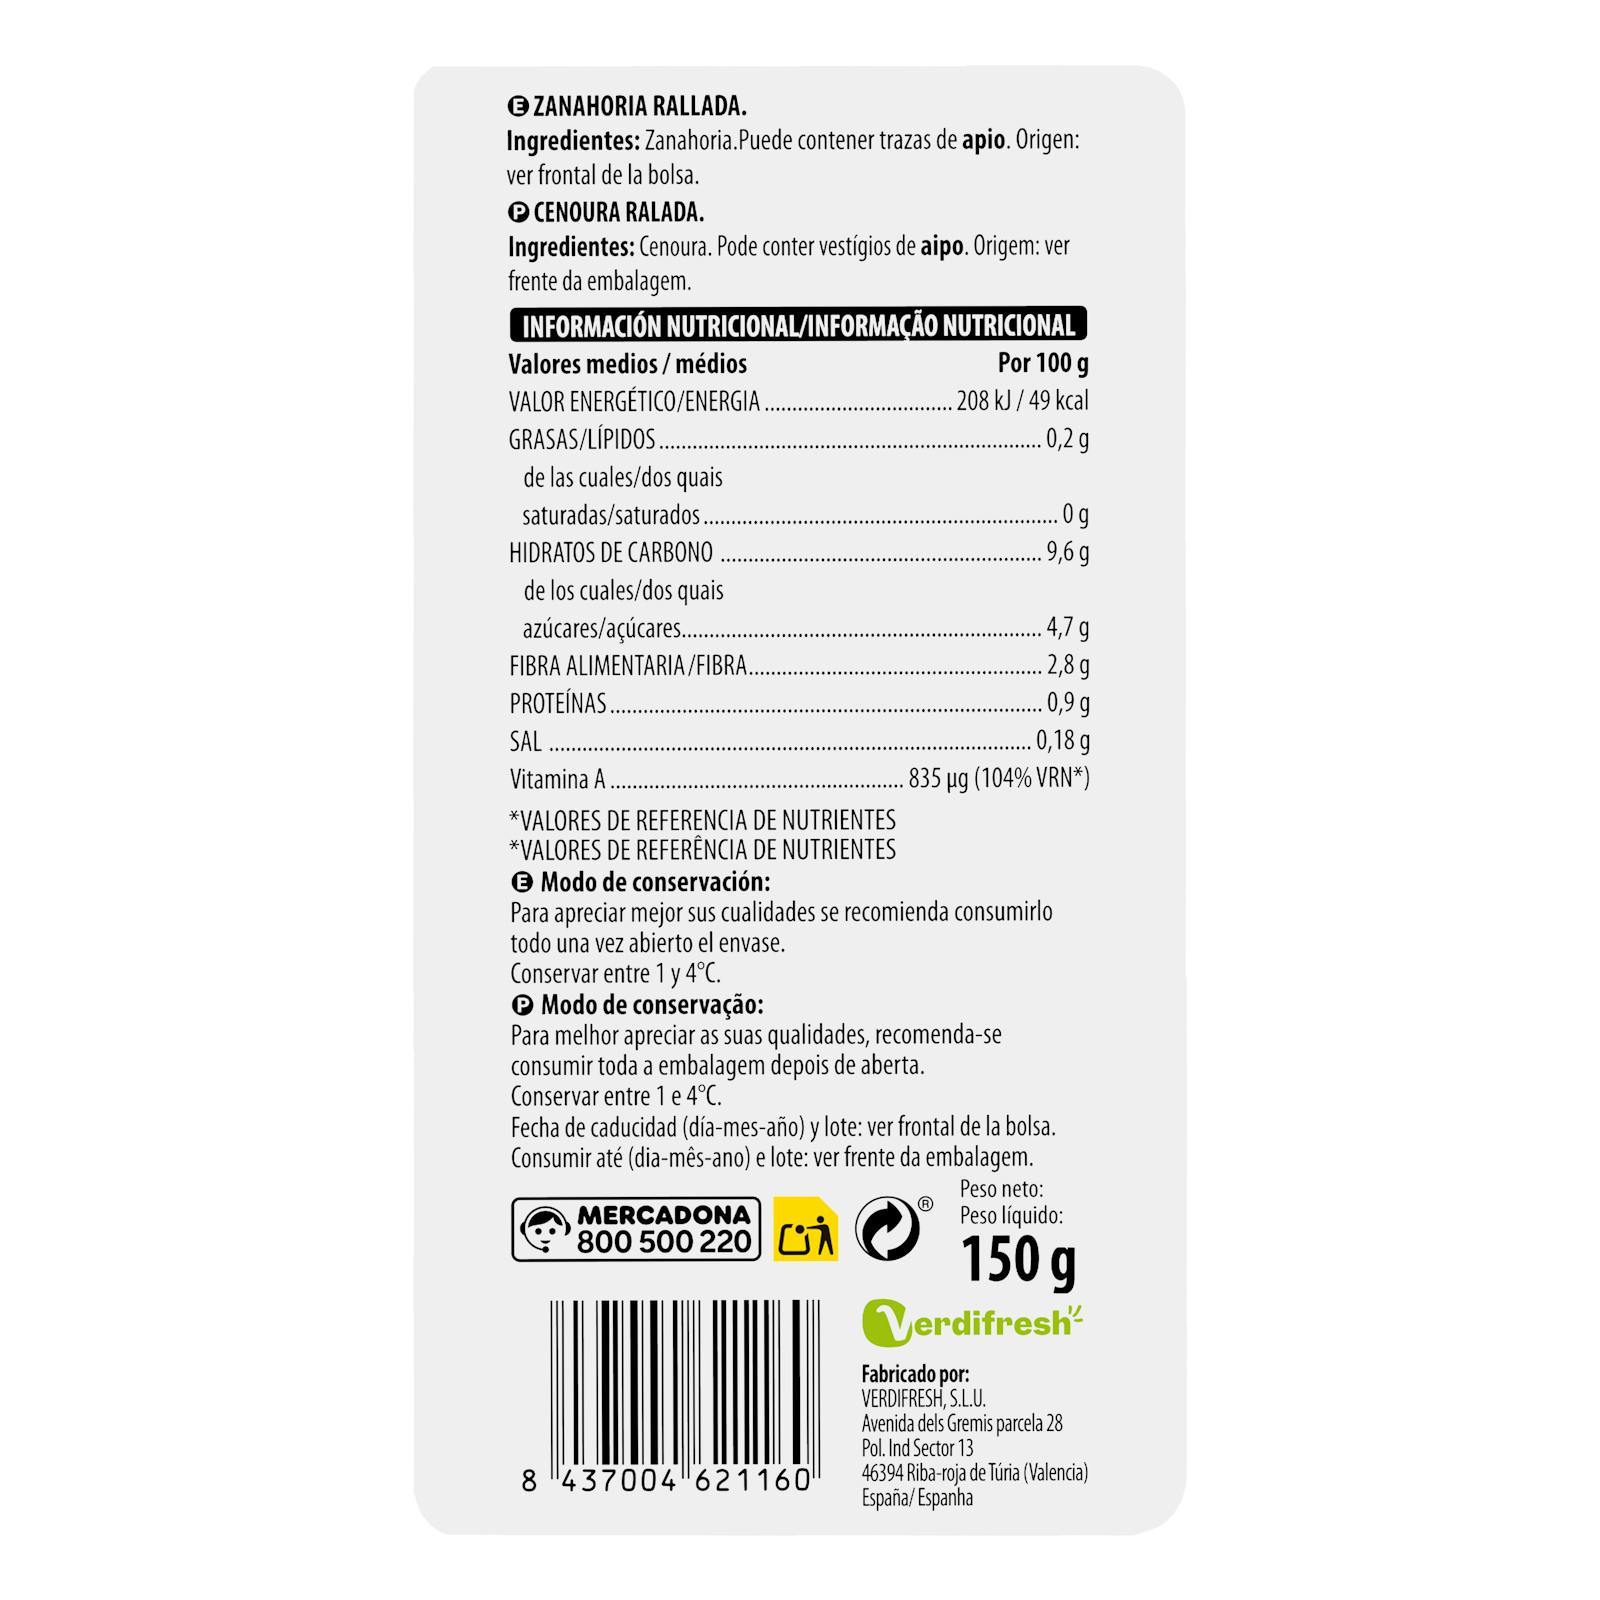 E ZANAHORIA RALLADA.
Ingredientes: Zanahoria.Puede contener trazas de apio. Origen:
ver frontal de la bolsa.
P CENOURA RALADA.
Ingredientes: Cenoura. Pode conter vestígios de aipo. Origem: ver
frente da embalagem.
INFORMACIÓN NUTRICIONAL/INFORMAÇÃO NUTRICIONAL
Valores medios / médios Por 100 g
VALOR ENERGÉTICO/ENERGIA ................................ 208 kJ / 49 kcal
GRASAS/LÍPIDOS ................................ 0,2 g
de las cuales/dos quais
saturadas/saturados ................................ 0 g
HIDRATOS DE CARBONO ................................ 9,6 g
de los cuales/dos quais
azúcares/açúcares ................................ 4,7 g
FIBRA ALIMENTARIA/FIBRA ................................ 2,8 g
PROTEÍNAS ................................ 0,9 g
SAL ................................ 0,18 g
Vitamina A ................................ 835 µg (104% VRN*)
*VALORES DE REFERENCIA DE NUTRIENTES
*VALORES DE REFERÊNCIA DE NUTRIENTES
E Modo de conservación:
Para apreciar mejor sus cualidades se recomienda consumirlo
todo una vez abierto el envase.
Conservar entre 1 y 4°C.
P Modo de conservação:
Para melhor apreciar as suas qualidades, recomenda-se
consumir toda a embalagem depois de aberta.
Conservar entre 1 e 4°C.
Fecha de caducidad (día-mes-año) y lote: ver frontal de la bolsa.
Consumir até (dia-mês-ano) e lote: ver frente da embalagem.
MERCADONA
800 500 220
®
Peso neto:
Peso líquido:
150 g
Verdifresh
Fabricado por:
VERDIFRESH, S.L.U.
Avenida dels Gremis parcela 28
Pol. Ind Sector 13
46394 Riba-roja de Túria (Valencia)
España/ Espanha
8 437004 621160